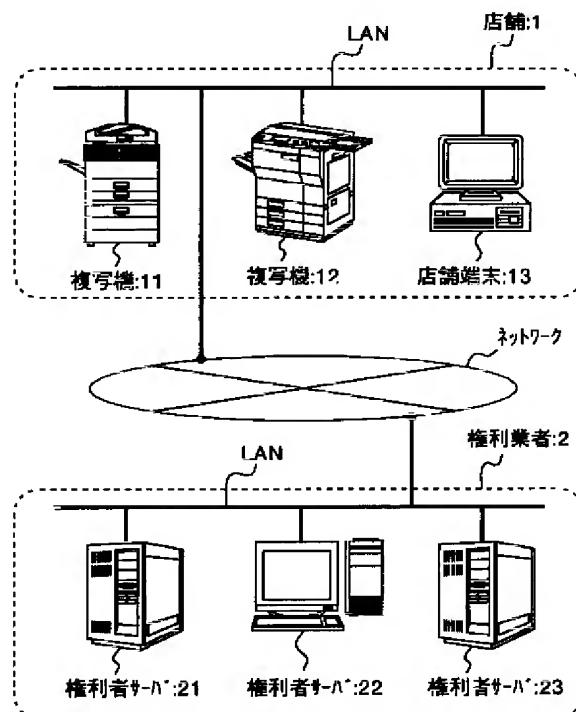 店舗:1
LAN
複写機:11
複写機:12
店舗端末:13
ネットワーク
権利業者:2
LAN
権利者サーバ:21
権利者サーバ:22
権利者サーバ:23